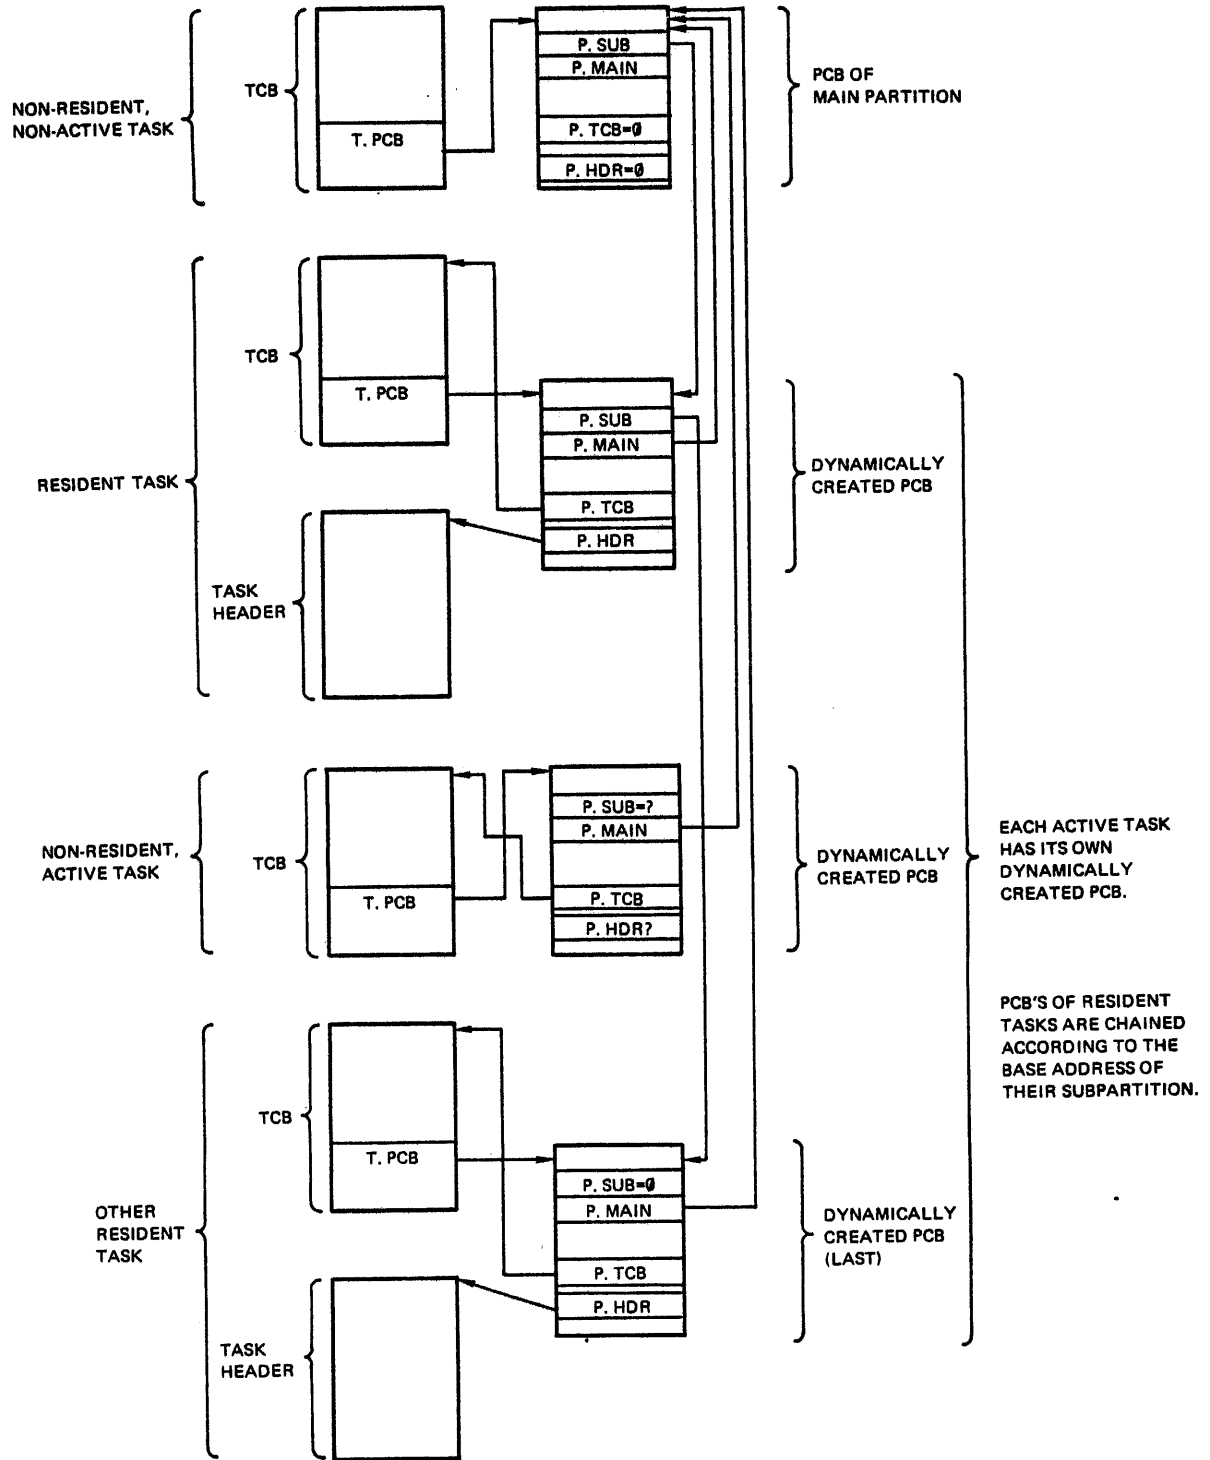 P. SUB
P. MAIN
PCB OF
MAIN PARTITION
TCB
NON-RESIDENT,
NON-ACTIVE TASK
T. PCB
P. TCB=0
P. HDR=0
TCB
T. PCB
P. SUB
P. MAIN
DYNAMICALLY
CREATED PCB
RESIDENT TASK
P. TCB
P. HDR
TASK
HEADER
P. SUB=?
P. MAIN
NON-RESIDENT,
ACTIVE TASK
TCB
DYNAMICALLY
CREATED PCB
T. PCB
P. TCB
P. HDR?
EACH ACTIVE TASK
HAS ITS OWN
DYNAMICALLY
CREATED PCB.
PCB'S OF RESIDENT
TASKS ARE CHAINED
ACCORDING TO THE
BASE ADDRESS OF
THEIR SUBPARTITION.
TCB
T. PCB
P. SUB=0
P. MAIN
OTHER
RESIDENT
TASK
DYNAMICALLY
CREATED PCB
(LAST)
P. TCB
P. HDR
TASK
HEADER